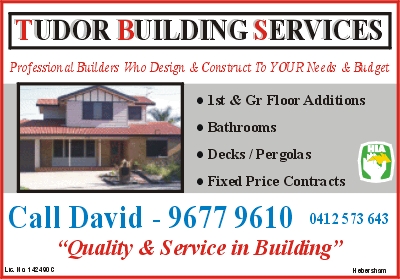 TUDOR BUILDING SERVICES
Professional Builders Who Design & Construct To YOUR Needs & Budget
• 1st & Gr Floor Additions
• Bathrooms
• Decks / Pergolas
• Fixed Price Contracts
HIA
Call David - 9677 9610 0412 573 643
“Quality & Service in Building”
Lic. No 142490C Hebersham